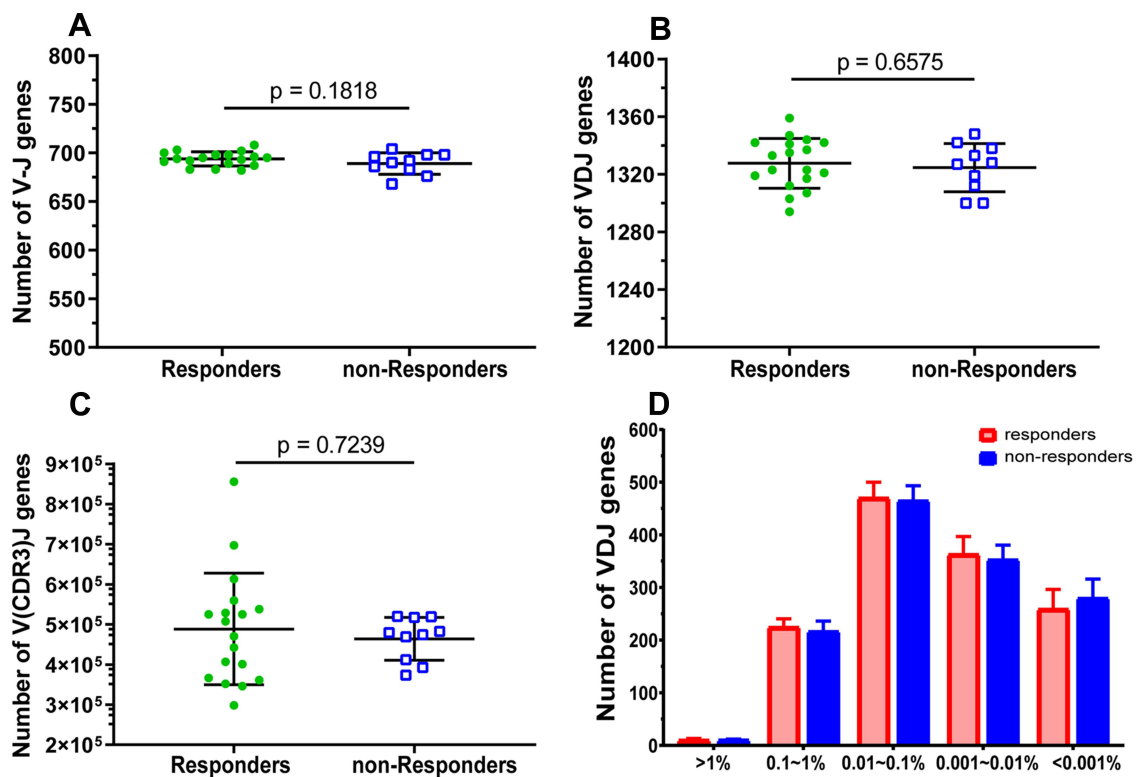 A
Number of V-J genes
800
750
700
650
600
550
500
p = 0.1818
Responders
non-Responders
B
Number of VDJ genes
1400
1360
1320
1280
1240
1200
p = 0.6575
Responders
non-Responders
C
Number of V(CDR3)J genes
9×10⁵
8×10⁵
7×10⁵
6×10⁵
5×10⁵
4×10⁵
3×10⁵
2×10⁵
p = 0.7239
Responders
non-Responders
D
Number of VDJ genes
600
500
400
300
200
100
0
responders
non-responders
>1%
0.1~1%
0.01~0.1%
0.001~0.01%
<0.001%